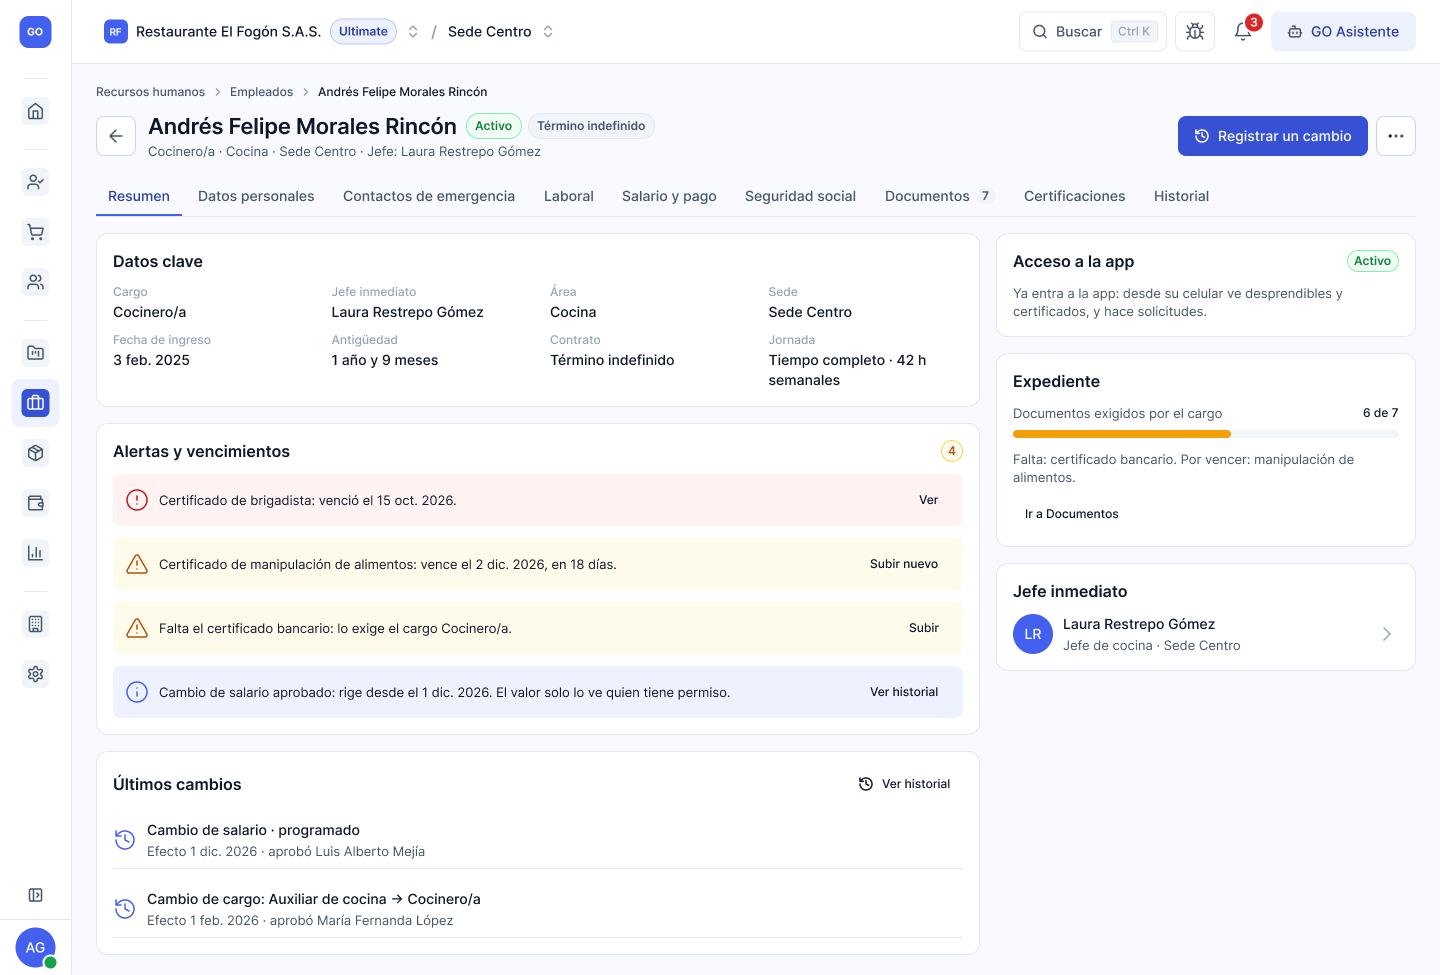 GO
RF Restaurante El Fogón S.A.S. Ultimate / Sede Centro
Buscar Ctrl K
3
GO Asistente
Recursos humanos > Empleados > Andrés Felipe Morales Rincón
Andrés Felipe Morales Rincón Activo Término indefinido
Cocinero/a · Cocina · Sede Centro · Jefe: Laura Restrepo Gómez
Registrar un cambio
Resumen Datos personales Contactos de emergencia Laboral Salario y pago Seguridad social Documentos 7 Certificaciones Historial
Datos clave
Cargo
Cocinero/a
Jefe inmediato
Laura Restrepo Gómez
Área
Cocina
Sede
Sede Centro
Fecha de ingreso
3 feb. 2025
Antigüedad
1 año y 9 meses
Contrato
Término indefinido
Jornada
Tiempo completo · 42 h
semanales
Alertas y vencimientos 4
Certificado de brigadista: venció el 15 oct. 2026. Ver
Certificado de manipulación de alimentos: vence el 2 dic. 2026, en 18 días. Subir nuevo
Falta el certificado bancario: lo exige el cargo Cocinero/a. Subir
Cambio de salario aprobado: rige desde el 1 dic. 2026. El valor solo lo ve quien tiene permiso. Ver historial
Últimos cambios Ver historial
Cambio de salario · programado
Efecto 1 dic. 2026 · aprobó Luis Alberto Mejía
Cambio de cargo: Auxiliar de cocina → Cocinero/a
Efecto 1 feb. 2026 · aprobó María Fernanda López
Acceso a la app Activo
Ya entra a la app: desde su celular ve desprendibles y
certificados, y hace solicitudes.
Expediente
Documentos exigidos por el cargo 6 de 7
Falta: certificado bancario. Por vencer: manipulación de
alimentos.
Ir a Documentos
Jefe inmediato
LR
Laura Restrepo Gómez
Jefe de cocina · Sede Centro
AG